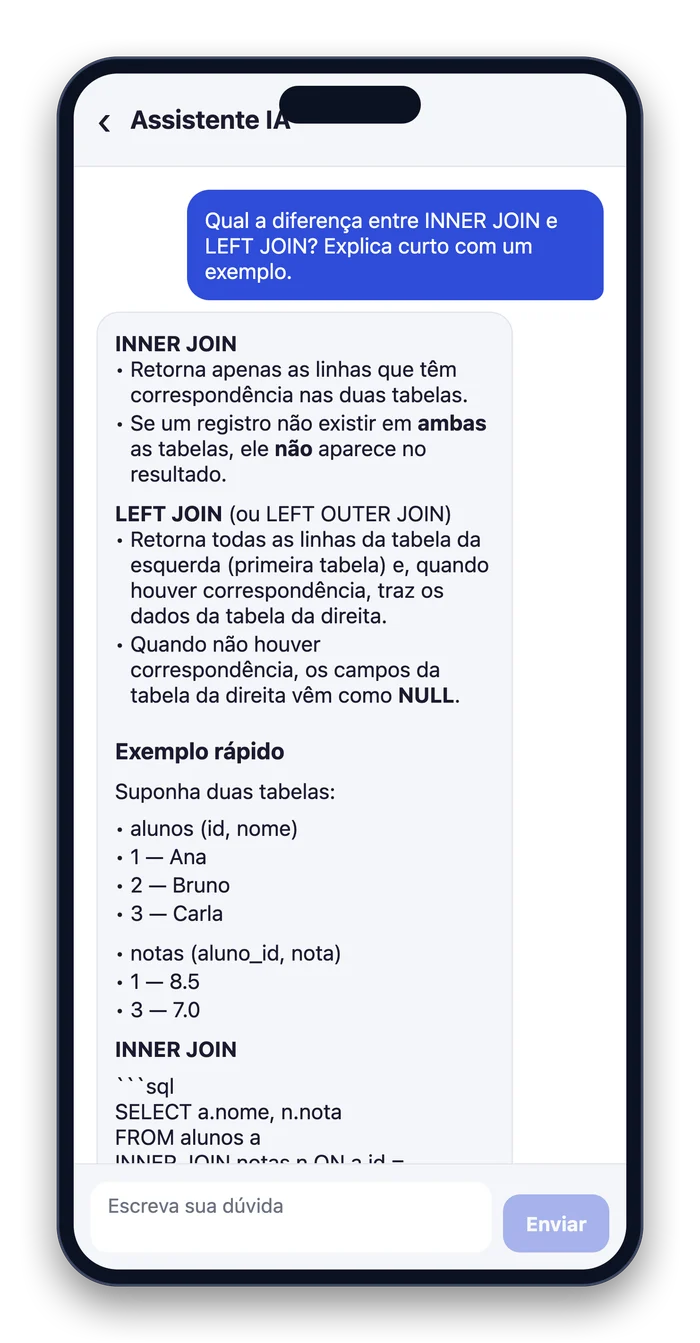 ‹ Assistente IA
Qual a diferença entre INNER JOIN e
LEFT JOIN? Explica curto com um
exemplo.
INNER JOIN
• Retorna apenas as linhas que têm
correspondência nas duas tabelas.
• Se um registro não existir em ambas
as tabelas, ele não aparece no
resultado.
LEFT JOIN (ou LEFT OUTER JOIN)
• Retorna todas as linhas da tabela da
esquerda (primeira tabela) e, quando
houver correspondência, traz os
dados da tabela da direita.
• Quando não houver
correspondência, os campos da
tabela da direita vêm como NULL.
Exemplo rápido
Suponha duas tabelas:
• alunos (id, nome)
• 1 — Ana
• 2 — Bruno
• 3 — Carla
• notas (aluno_id, nota)
• 1 — 8.5
• 3 — 7.0
INNER JOIN
```sql
SELECT a.nome, n.nota
FROM alunos a
INNER JOIN notas n ON a.id =
Escreva sua dúvida
Enviar